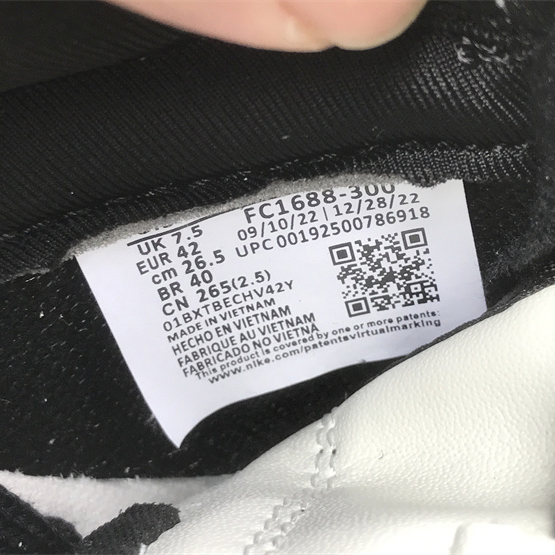 FC1688-300
UK 7.5
09/10/22 | 12/28/22
EUR 42
UPC 00192500786918
cm 26.5
BR 40
CN 265(2.5)
01BXTBECHV42Y
MADE IN VIETNAM
HECHO EN VIETNAM
FABRIQUE AU VIETNAM
FABRICADO NO VIETNA
This product is covered by one or more patents:
www.nike.com/patentsvirtualmarking